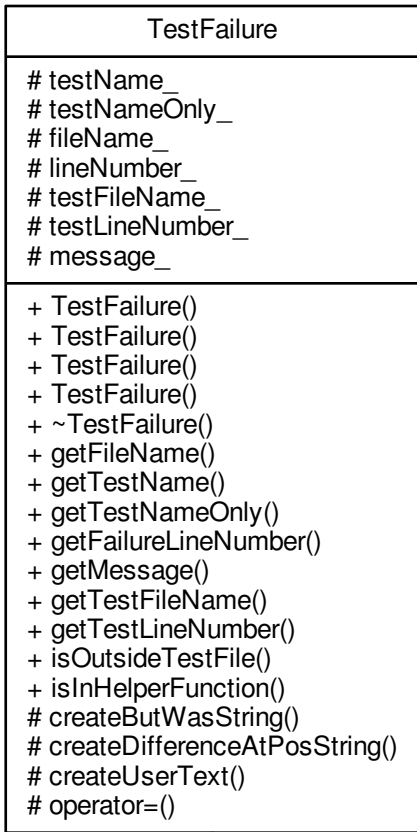 TestFailure
# testName_
# testNameOnly_
# fileName_
# lineNumber_
# testFileName_
# testLineNumber_
# message_
+ TestFailure()
+ TestFailure()
+ TestFailure()
+ TestFailure()
+ ~TestFailure()
+ getFileName()
+ getTestName()
+ getTestNameOnly()
+ getFailureLineNumber()
+ getMessage()
+ getTestFileName()
+ getTestLineNumber()
+ isOutsideTestFile()
+ isInHelperFunction()
# createButWasString()
# createDifferenceAtPosString()
# createUserText()
# operator=()